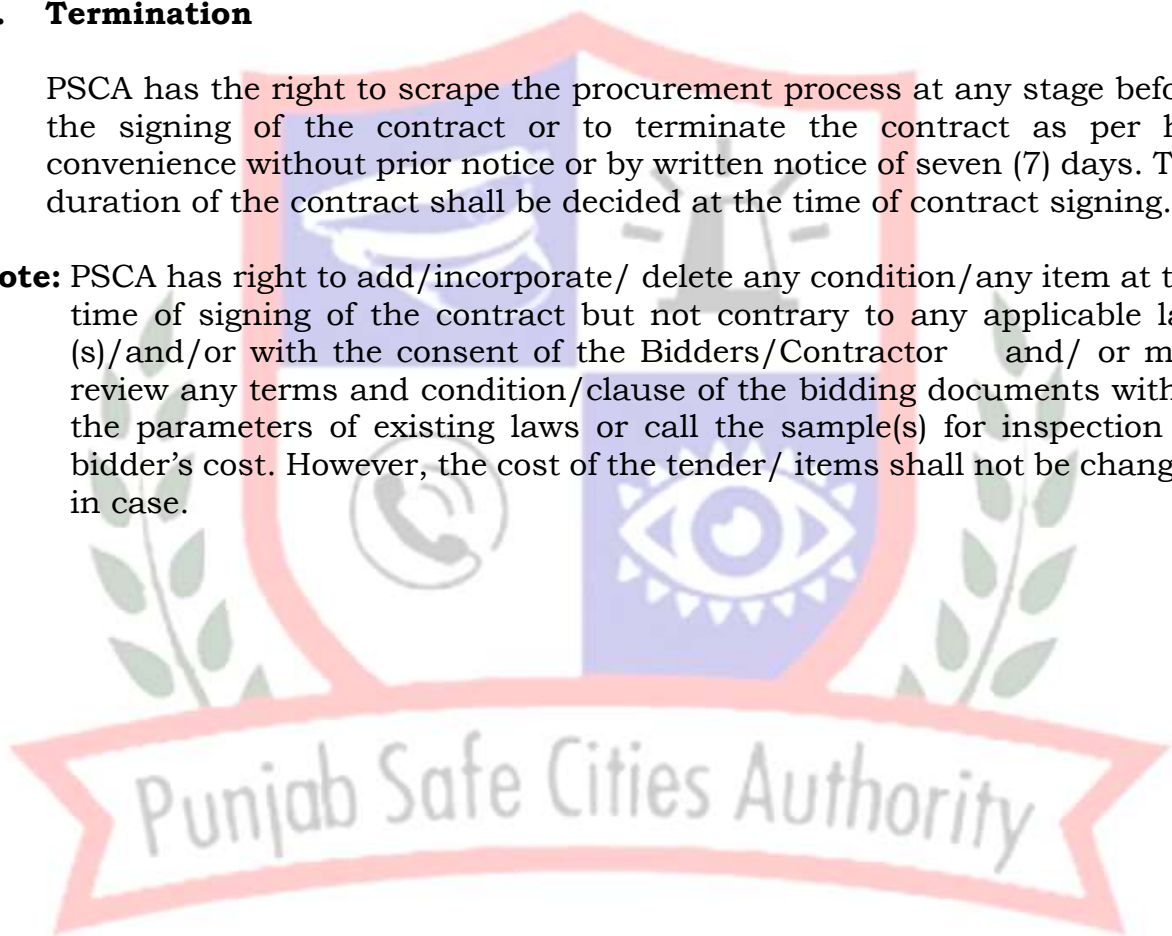 . Termination
PSCA has the right to scrape the procurement process at any stage befo
the signing of the contract or to terminate the contract as per h
convenience without prior notice or by written notice of seven (7) days. T
duration of the contract shall be decided at the time of contract signing.
ote: PSCA has right to add/incorporate/ delete any condition/any item at t
time of signing of the contract but not contrary to any applicable la
(s)/and/or with the consent of the Bidders/Contractor and/ or m
review any terms and condition/clause of the bidding documents with
the parameters of existing laws or call the sample(s) for inspection
bidder's cost. However, the cost of the tender/ items shall not be chang
in case.
Punjab Safe Cities Authority